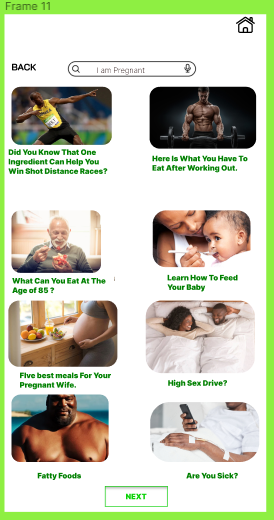 Frame 11
BACK
I am Pregnant
Did You Know That One
Ingredient Can Help You
Win Shot Distance Races?
Here Is What You Have To
Eat After Working Out.
What Can You Eat At The
Age of 85 ?
Learn How To Feed
Your Baby
Five best meals For Your
Pregnant Wife.
High Sex Drive?
Fatty Foods
Are You Sick?
NEXT